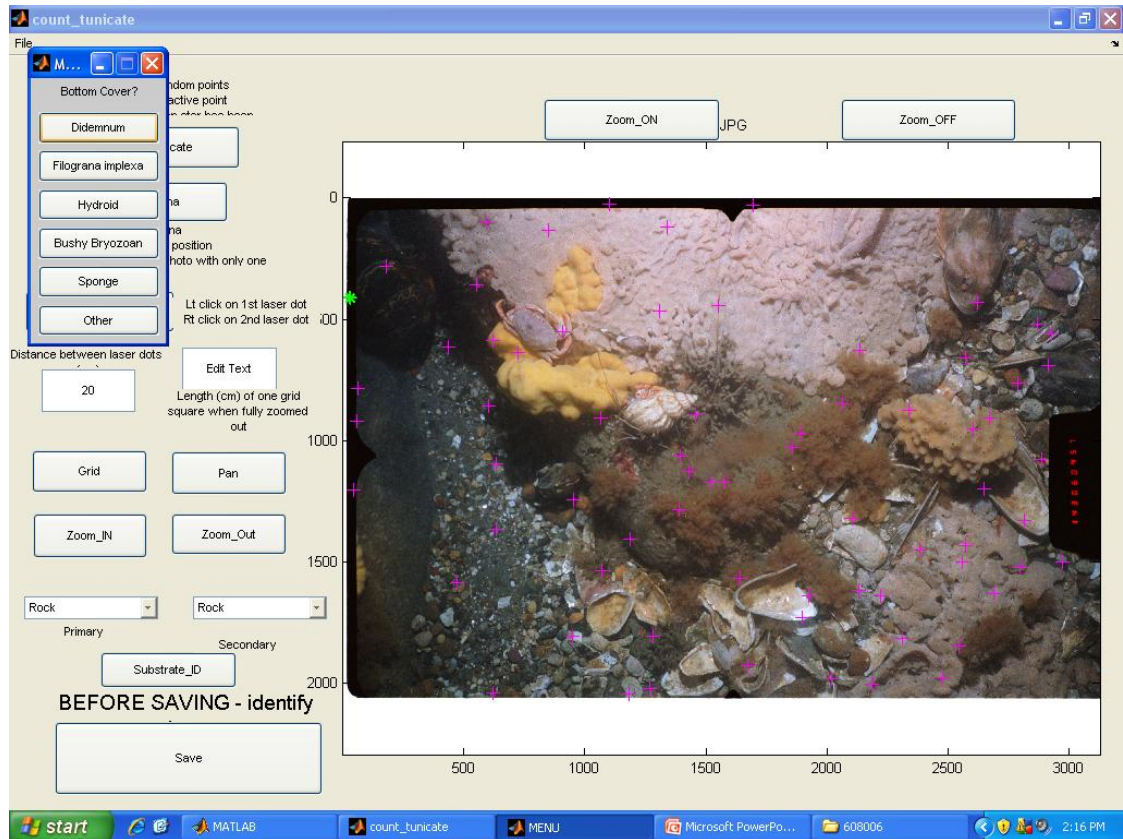 count_tunicate
File
M...
Bottom Cover?
Didemnum
Filograna implexa
Hydroid
Bushy Bryozoan
Sponge
Other
ndom points
active point
cate
na
na
position
hoto with only one
Lt click on 1st laser dot
Rt click on 2nd laser dot
Distance between laser dots
20
Edit Text
Length (cm) of one grid
square when fully zoomed
out
Grid
Pan
Zoom_IN
Zoom_Out
Rock
Rock
Primary
Secondary
Substrate_ID
BEFORE SAVING - identify
Save
Zoom_ON
JPG
Zoom_OFF
0
00
1000
1500
2000
500
1000
1500
2000
2500
3000
start
MATLAB
count_tunicate
MENU
Microsoft PowerPo...
608006
2:16 PM